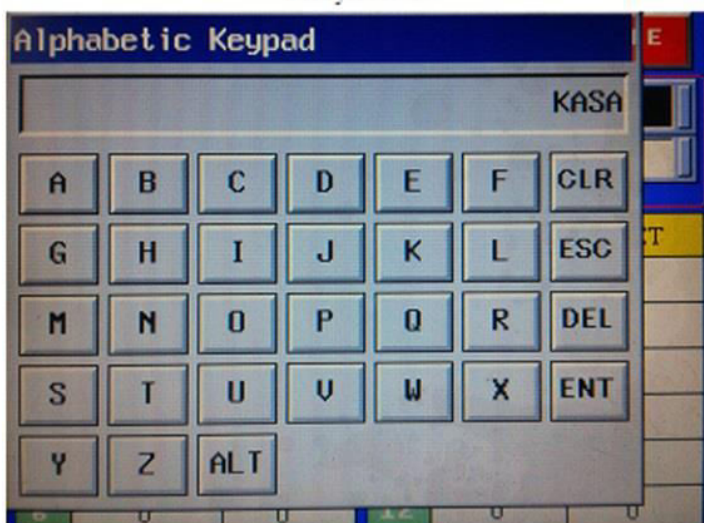 Alphabetic Keypad
E
KASA
A B C D E F CLR
G H I J K L ESC
M N O P Q R DEL
S T U V W X ENT
Y Z ALT